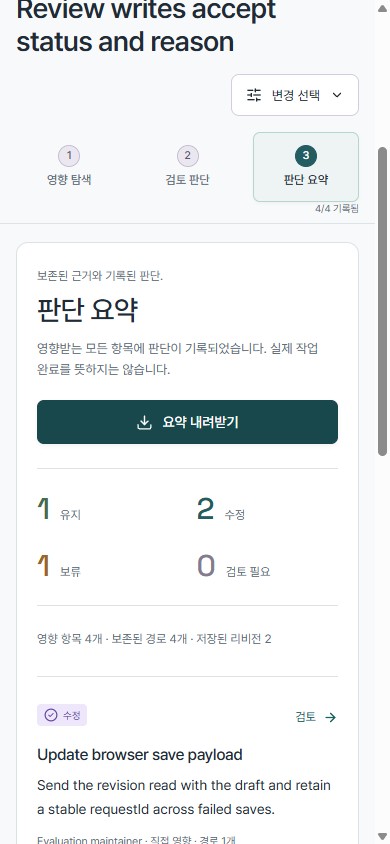 Review writes accept
status and reason
변경 선택
1
영향 탐색
2
검토 판단
3
판단 요약
4/4 기록됨
보존된 근거와 기록된 판단.
판단 요약
영향받는 모든 항목에 판단이 기록되었습니다. 실제 작업
완료를 뜻하지는 않습니다.
요약 내려받기
1 유지
2 수정
1 보류
0 검토 필요
영향 항목 4개 · 보존된 경로 4개 · 저장된 리비전 2
수정
검토
Update browser save payload
Send the revision read with the draft and retain
a stable requestId across failed saves.
Evaluation maintainer · 직접 영향 · 경로 1개